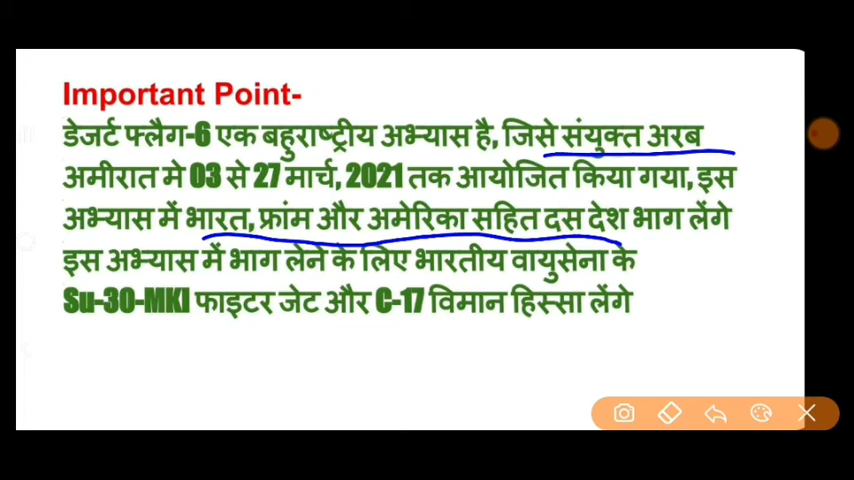 Important Point-
डेजर्ट फ्लैग-6 एक बहुराष्ट्रीय अभ्यास है, जिसे संयुक्त अरब
अमीरात मे 03 से 27 मार्च, 2021 तक आयोजित किया गया, इस
अभ्यास में भारत, फ्रांम और अमेरिका सहित दस देश भाग लेंगे
इस अभ्यास में भाग लेने के लिए भारतीय वायुसेना के
Su-30-MKI फाइटर जेट और C-17 विमान हिस्सा लेंगे